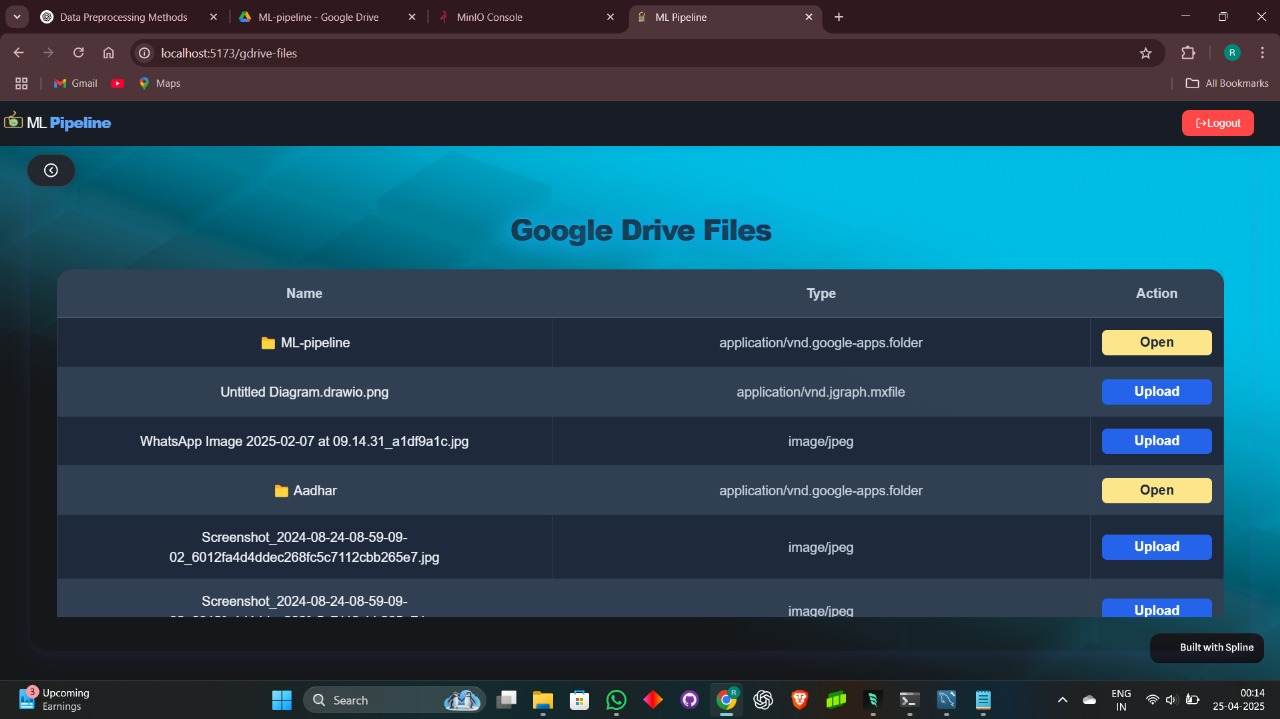 Data Preprocessing Methods
ML-pipeline - Google Drive
MinIO Console
ML Pipeline
localhost:5173/gdrive-files
R
Gmail
Maps
All Bookmarks
ML Pipeline
Logout
Google Drive Files
Name Type Action
ML-pipeline application/vnd.google-apps.folder Open
Untitled Diagram.drawio.png application/vnd.jgraph.mxfile Upload
WhatsApp Image 2025-02-07 at 09.14.31_a1df9a1c.jpg image/jpeg Upload
Aadhar application/vnd.google-apps.folder Open
Screenshot_2024-08-24-08-59-09-
02_6012fa4d4ddec268fc5c7112cbb265e7.jpg image/jpeg Upload
Screenshot_2024-08-24-08-59-09-
image/jpeg Upload
Built with Spline
3 Upcoming
Earnings
Search
R
ENG
IN
00:14
25-04-2025